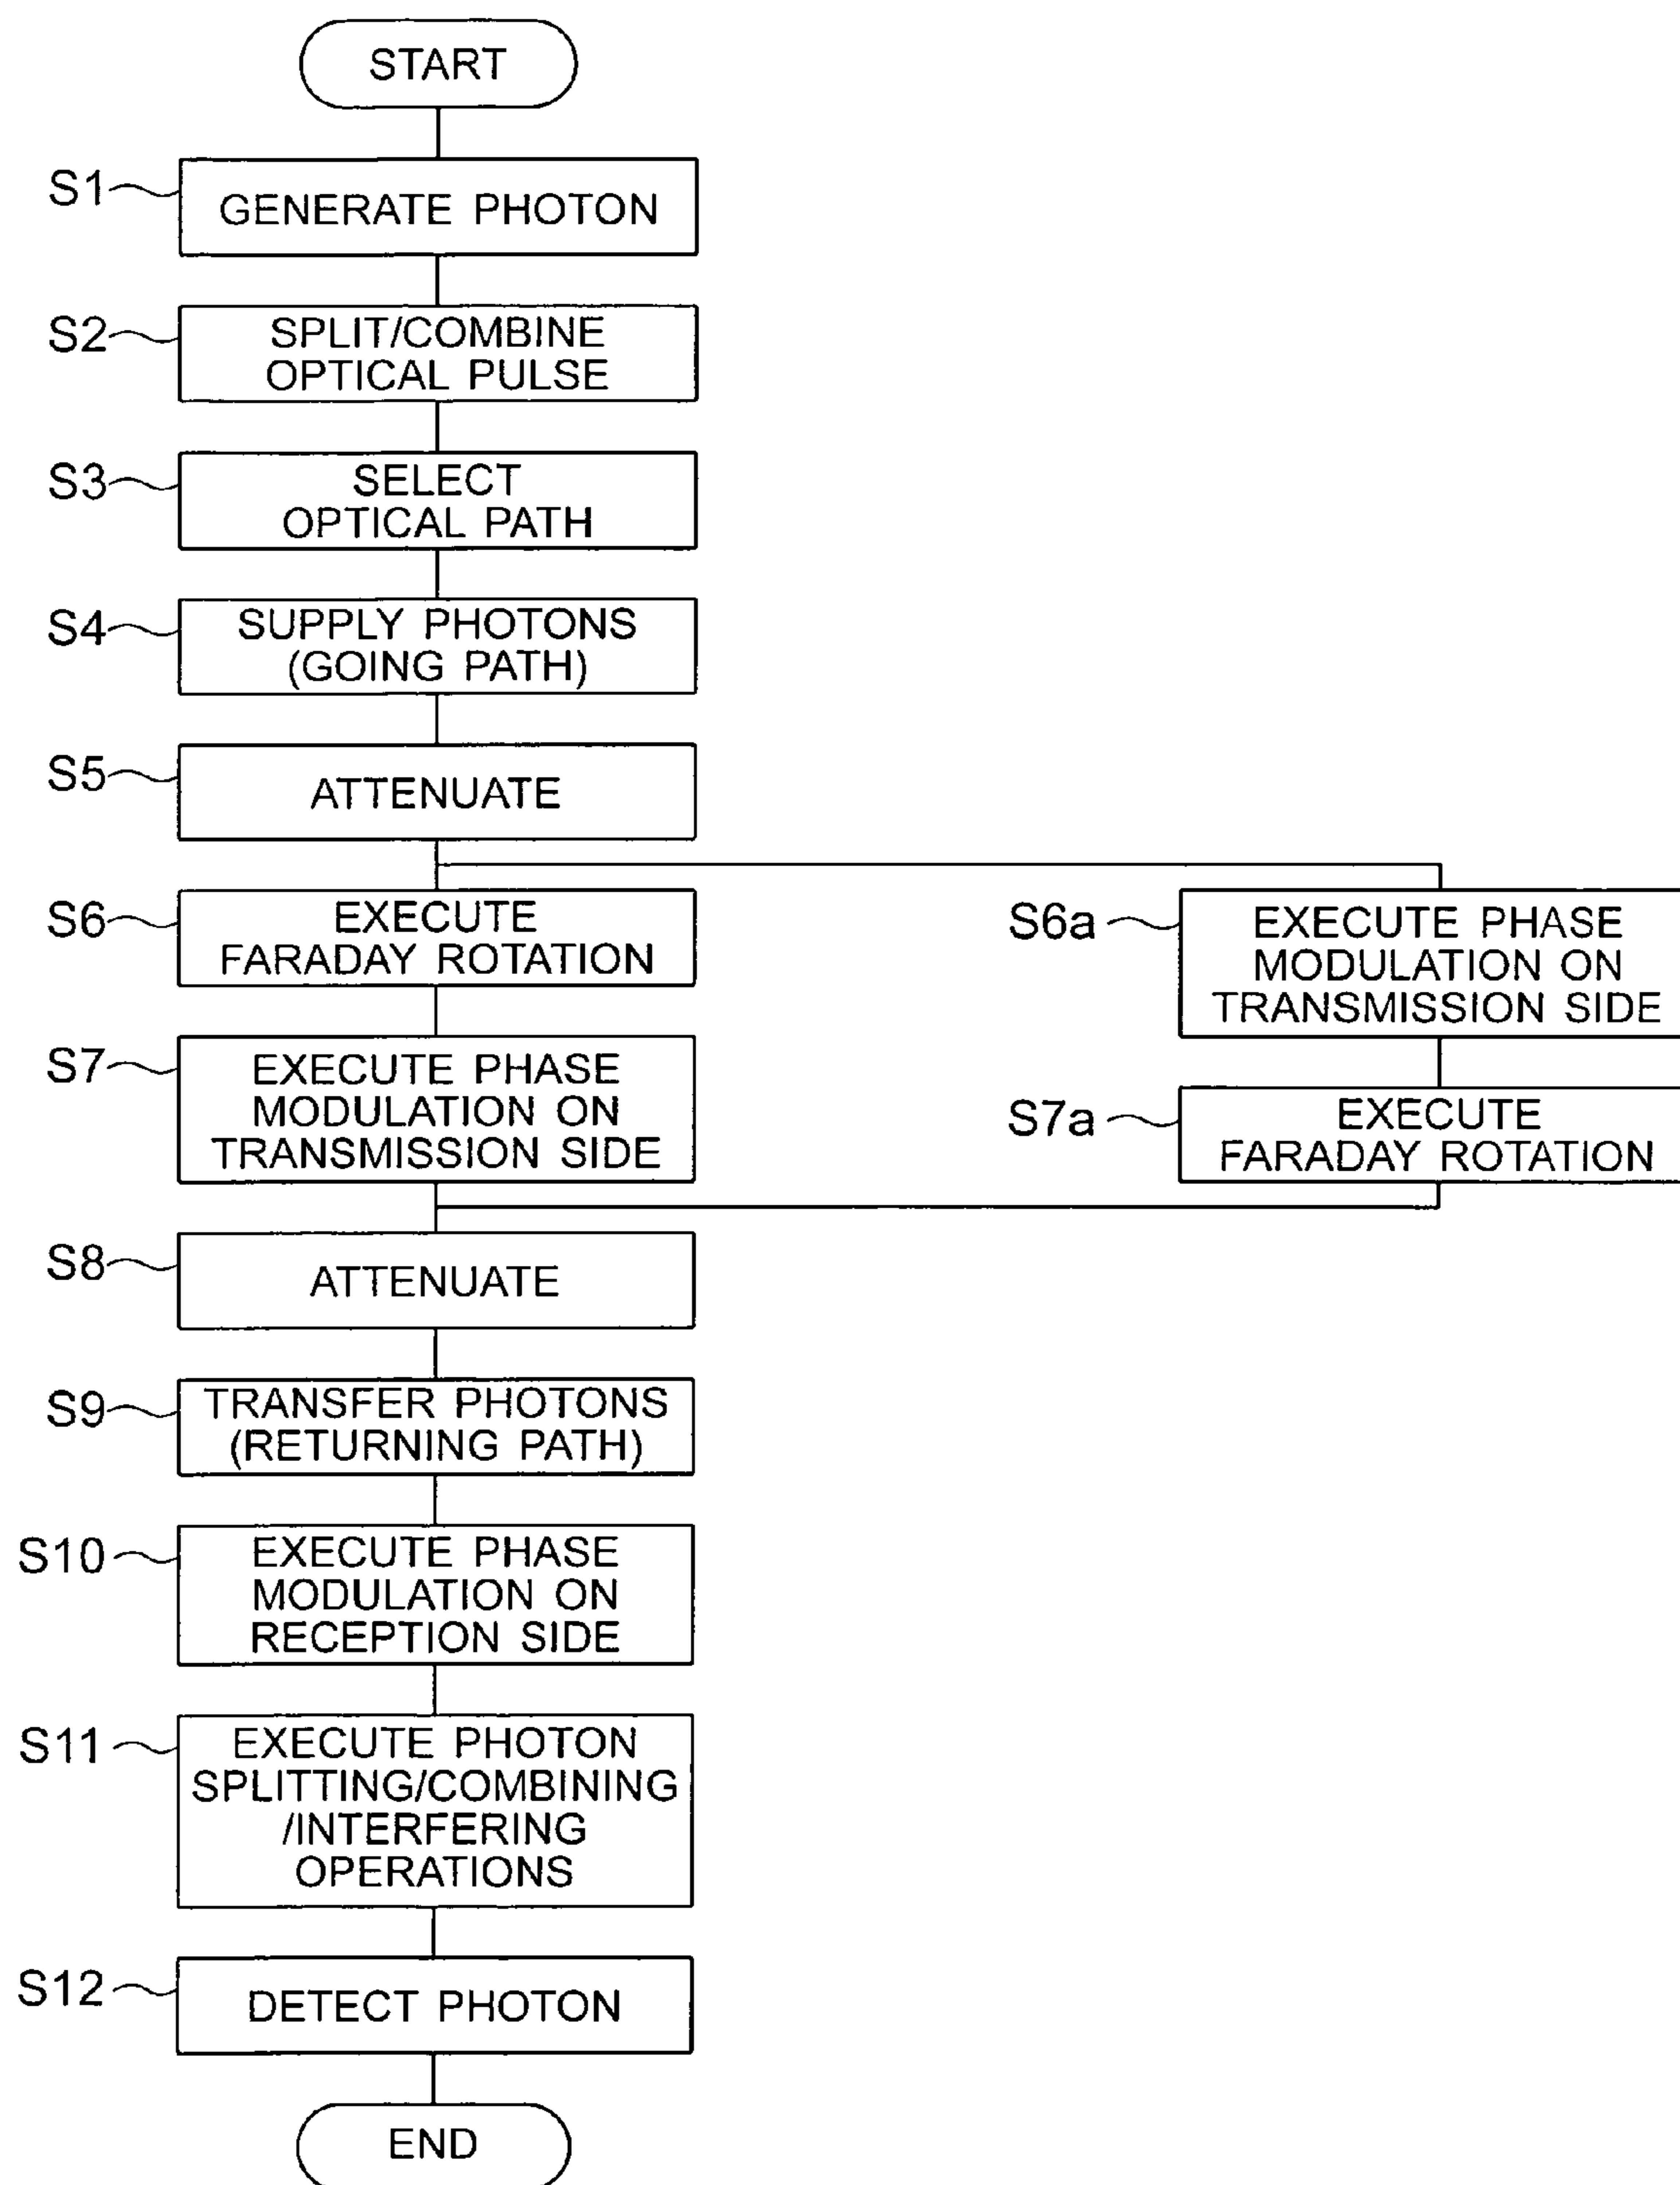 START
S1
GENERATE PHOTON
S2
SPLIT/COMBINE
OPTICAL PULSE
S3
SELECT
OPTICAL PATH
S4
SUPPLY PHOTONS
(GOING PATH)
S5
ATTENUATE
S6
EXECUTE
FARADAY ROTATION
S6a
EXECUTE PHASE
MODULATION ON
TRANSMISSION SIDE
S7
EXECUTE PHASE
MODULATION ON
TRANSMISSION SIDE
S7a
EXECUTE
FARADAY ROTATION
S8
ATTENUATE
S9
TRANSFER PHOTONS
(RETURNING PATH)
S10
EXECUTE PHASE
MODULATION ON
RECEPTION SIDE
S11
EXECUTE PHOTON
SPLITTING/COMBINING
/INTERFERING
OPERATIONS
S12
DETECT PHOTON
END